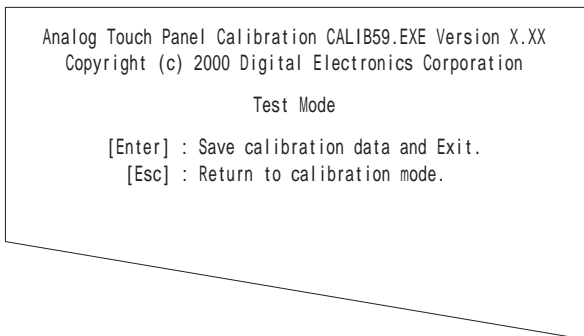 Analog Touch Panel Calibration CALIB59.EXE Version X.XX
Copyright (c) 2000 Digital Electronics Corporation
Test Mode
[Enter] : Save calibration data and Exit.
[Esc] : Return to calibration mode.